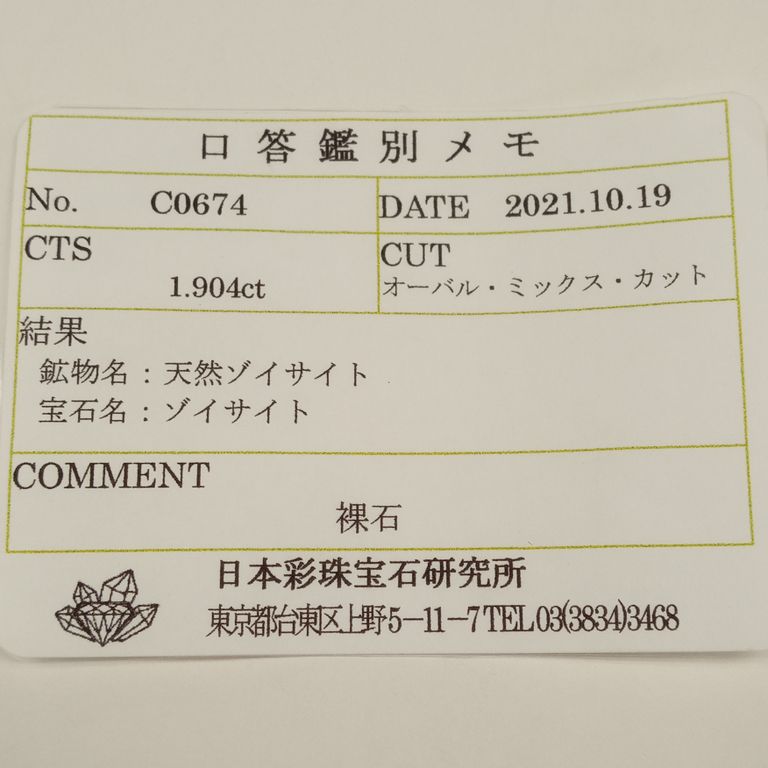 口答鑑別メモ
No. C0674 DATE 2021.10.19
CTS CUT
1.904ct オーバル・ミックス・カット
結果
鉱物名：天然ゾイサイト
宝石名：ゾイサイト
COMMENT
裸石
日本彩珠宝石研究所
東京都台東区上野5－11－7 TEL 03(3834)3468